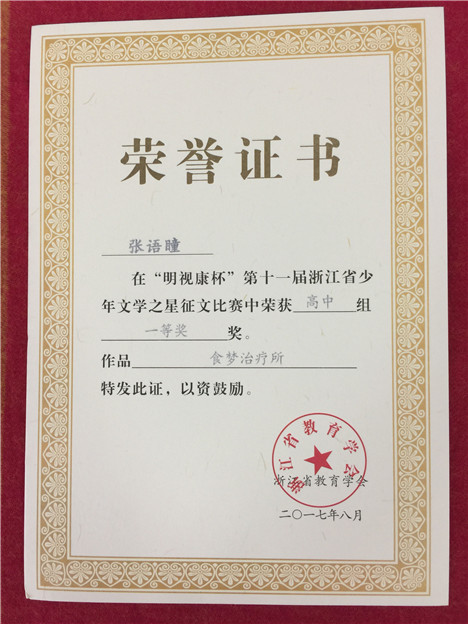 荣誉证书
张语瞳
在“明视康杯”第十一届浙江省少
年文学之星征文比赛中荣获高中组
一等奖奖。
作品食梦治疗所
特发此证，以资鼓励。
浙江省教育学会
浙江省教育学会
二〇一七年八月